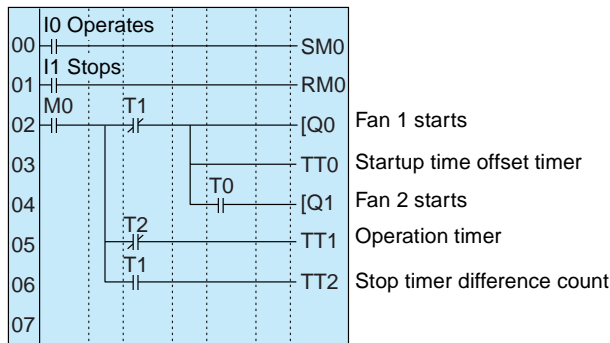 I0 Operates
00 SM0
I1 Stops
01 RM0
M0 T1
02 [Q0 Fan 1 starts
03 TT0 Startup time offset timer
T0
04 [Q1 Fan 2 starts
T2
05 TT1 Operation timer
T1
06 TT2 Stop timer difference count
07